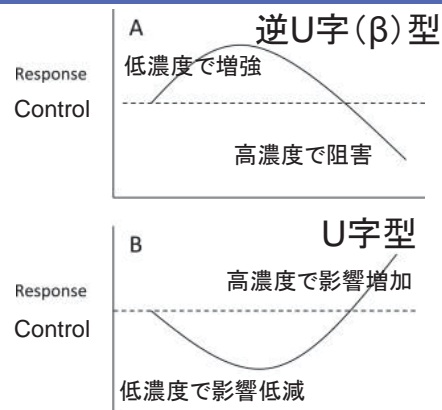 A
逆U字(β)型
低濃度で増強
Response
Control
高濃度で阻害
B
U字型
高濃度で影響増加
Response
Control
低濃度で影響低減